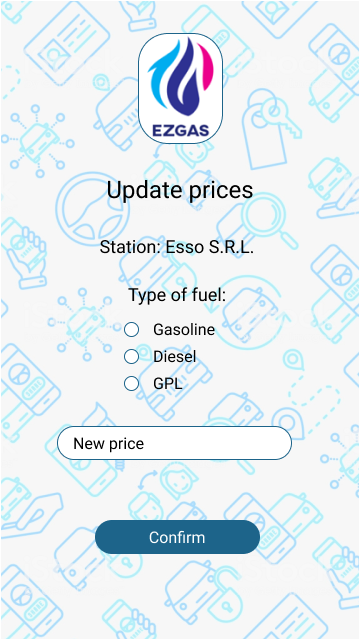 EZGAS
Update prices
Station: Esso S.R.L.
Type of fuel:
Gasoline
Diesel
GPL
New price
Confirm